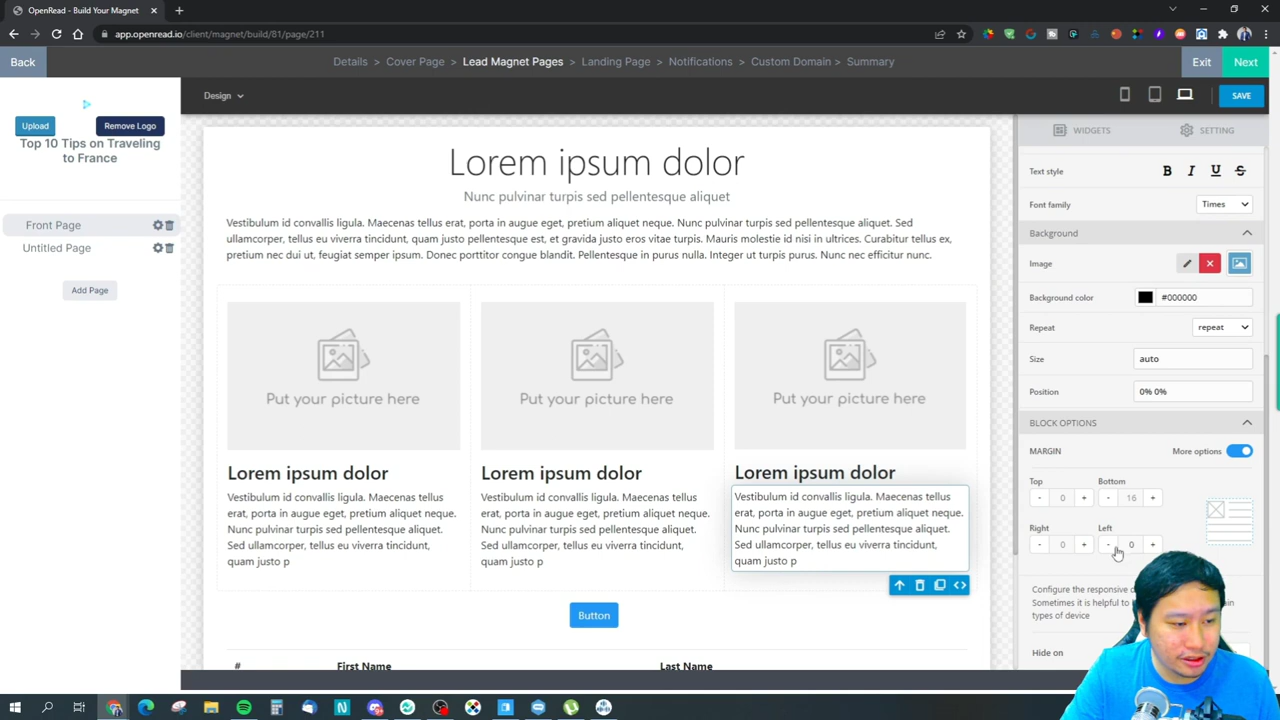 OpenRead - Build Your Magnet
app.openread.io/client/magnet/build/81/page/211
Back
Details > Cover Page > Lead Magnet Pages > Landing Page > Notifications > Custom Domain > Summary
Exit
Next
Design
SAVE
Upload
Remove Logo
Top 10 Tips on Traveling
to France
Front Page
Untitled Page
Add Page
Lorem ipsum dolor
Nunc pulvinar turpis sed pellentesque aliquet
Vestibulum id convallis ligula. Maecenas tellus erat, porta in augue eget, pretium aliquet neque. Nunc pulvinar turpis sed pellentesque aliquet. Sed
ullamcorper, tellus eu viverra tincidunt, quam justo pellentesque est, et gravida justo eros vitae turpis. Mauris molestie id nisi in ultrices. Curabitur tellus ex,
pretium nec dui ut, feugiat semper ipsum. Donec porttitor congue blandit. Pellentesque in purus nulla. Integer ut turpis purus. Nunc nec efficitur nunc.
Put your picture here
Lorem ipsum dolor
Vestibulum id convallis ligula. Maecenas tellus
erat, porta in augue eget, pretium aliquet neque.
Nunc pulvinar turpis sed pellentesque aliquet.
Sed ullamcorper, tellus eu viverra tincidunt,
quam justo p
Put your picture here
Lorem ipsum dolor
Vestibulum id convallis ligula. Maecenas tellus
erat, porta in augue eget, pretium aliquet neque.
Nunc pulvinar turpis sed pellentesque aliquet.
Sed ullamcorper, tellus eu viverra tincidunt,
quam justo p
Put your picture here
Lorem ipsum dolor
Vestibulum id convallis ligula. Maecenas tellus
erat, porta in augue eget, pretium aliquet neque.
Nunc pulvinar turpis sed pellentesque aliquet.
Sed ullamcorper, tellus eu viverra tincidunt,
quam justo p
Button
# First Name Last Name
WIDGETS SETTING
Text style B I U S
Font family Times
Background
Image
Background color #000000
Repeat repeat
Size auto
Position 0% 0%
BLOCK OPTIONS
MARGIN More options
Top Bottom
- 0 + - 16 +
Right Left
- 0 + - 0 +
Configure the responsive
Sometimes it is helpful to
types of device
Hide on